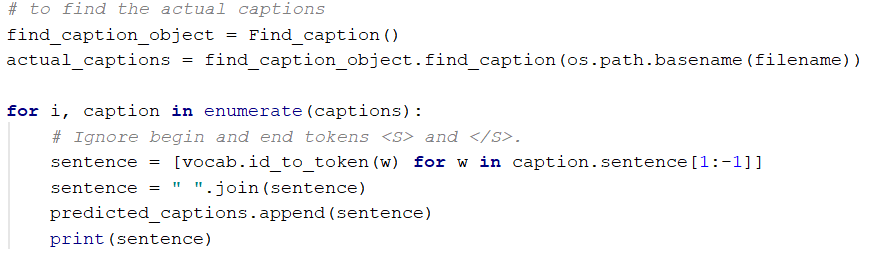 # to find the actual captions
find_caption_object = Find_caption()
actual_captions = find_caption_object.find_caption(os.path.basename(filename))
for i, caption in enumerate(captions):
# Ignore begin and end tokens <S> and </S>.
sentence = [vocab.id_to_token(w) for w in caption.sentence[1:-1]]
sentence = " ".join(sentence)
predicted_captions.append(sentence)
print(sentence)